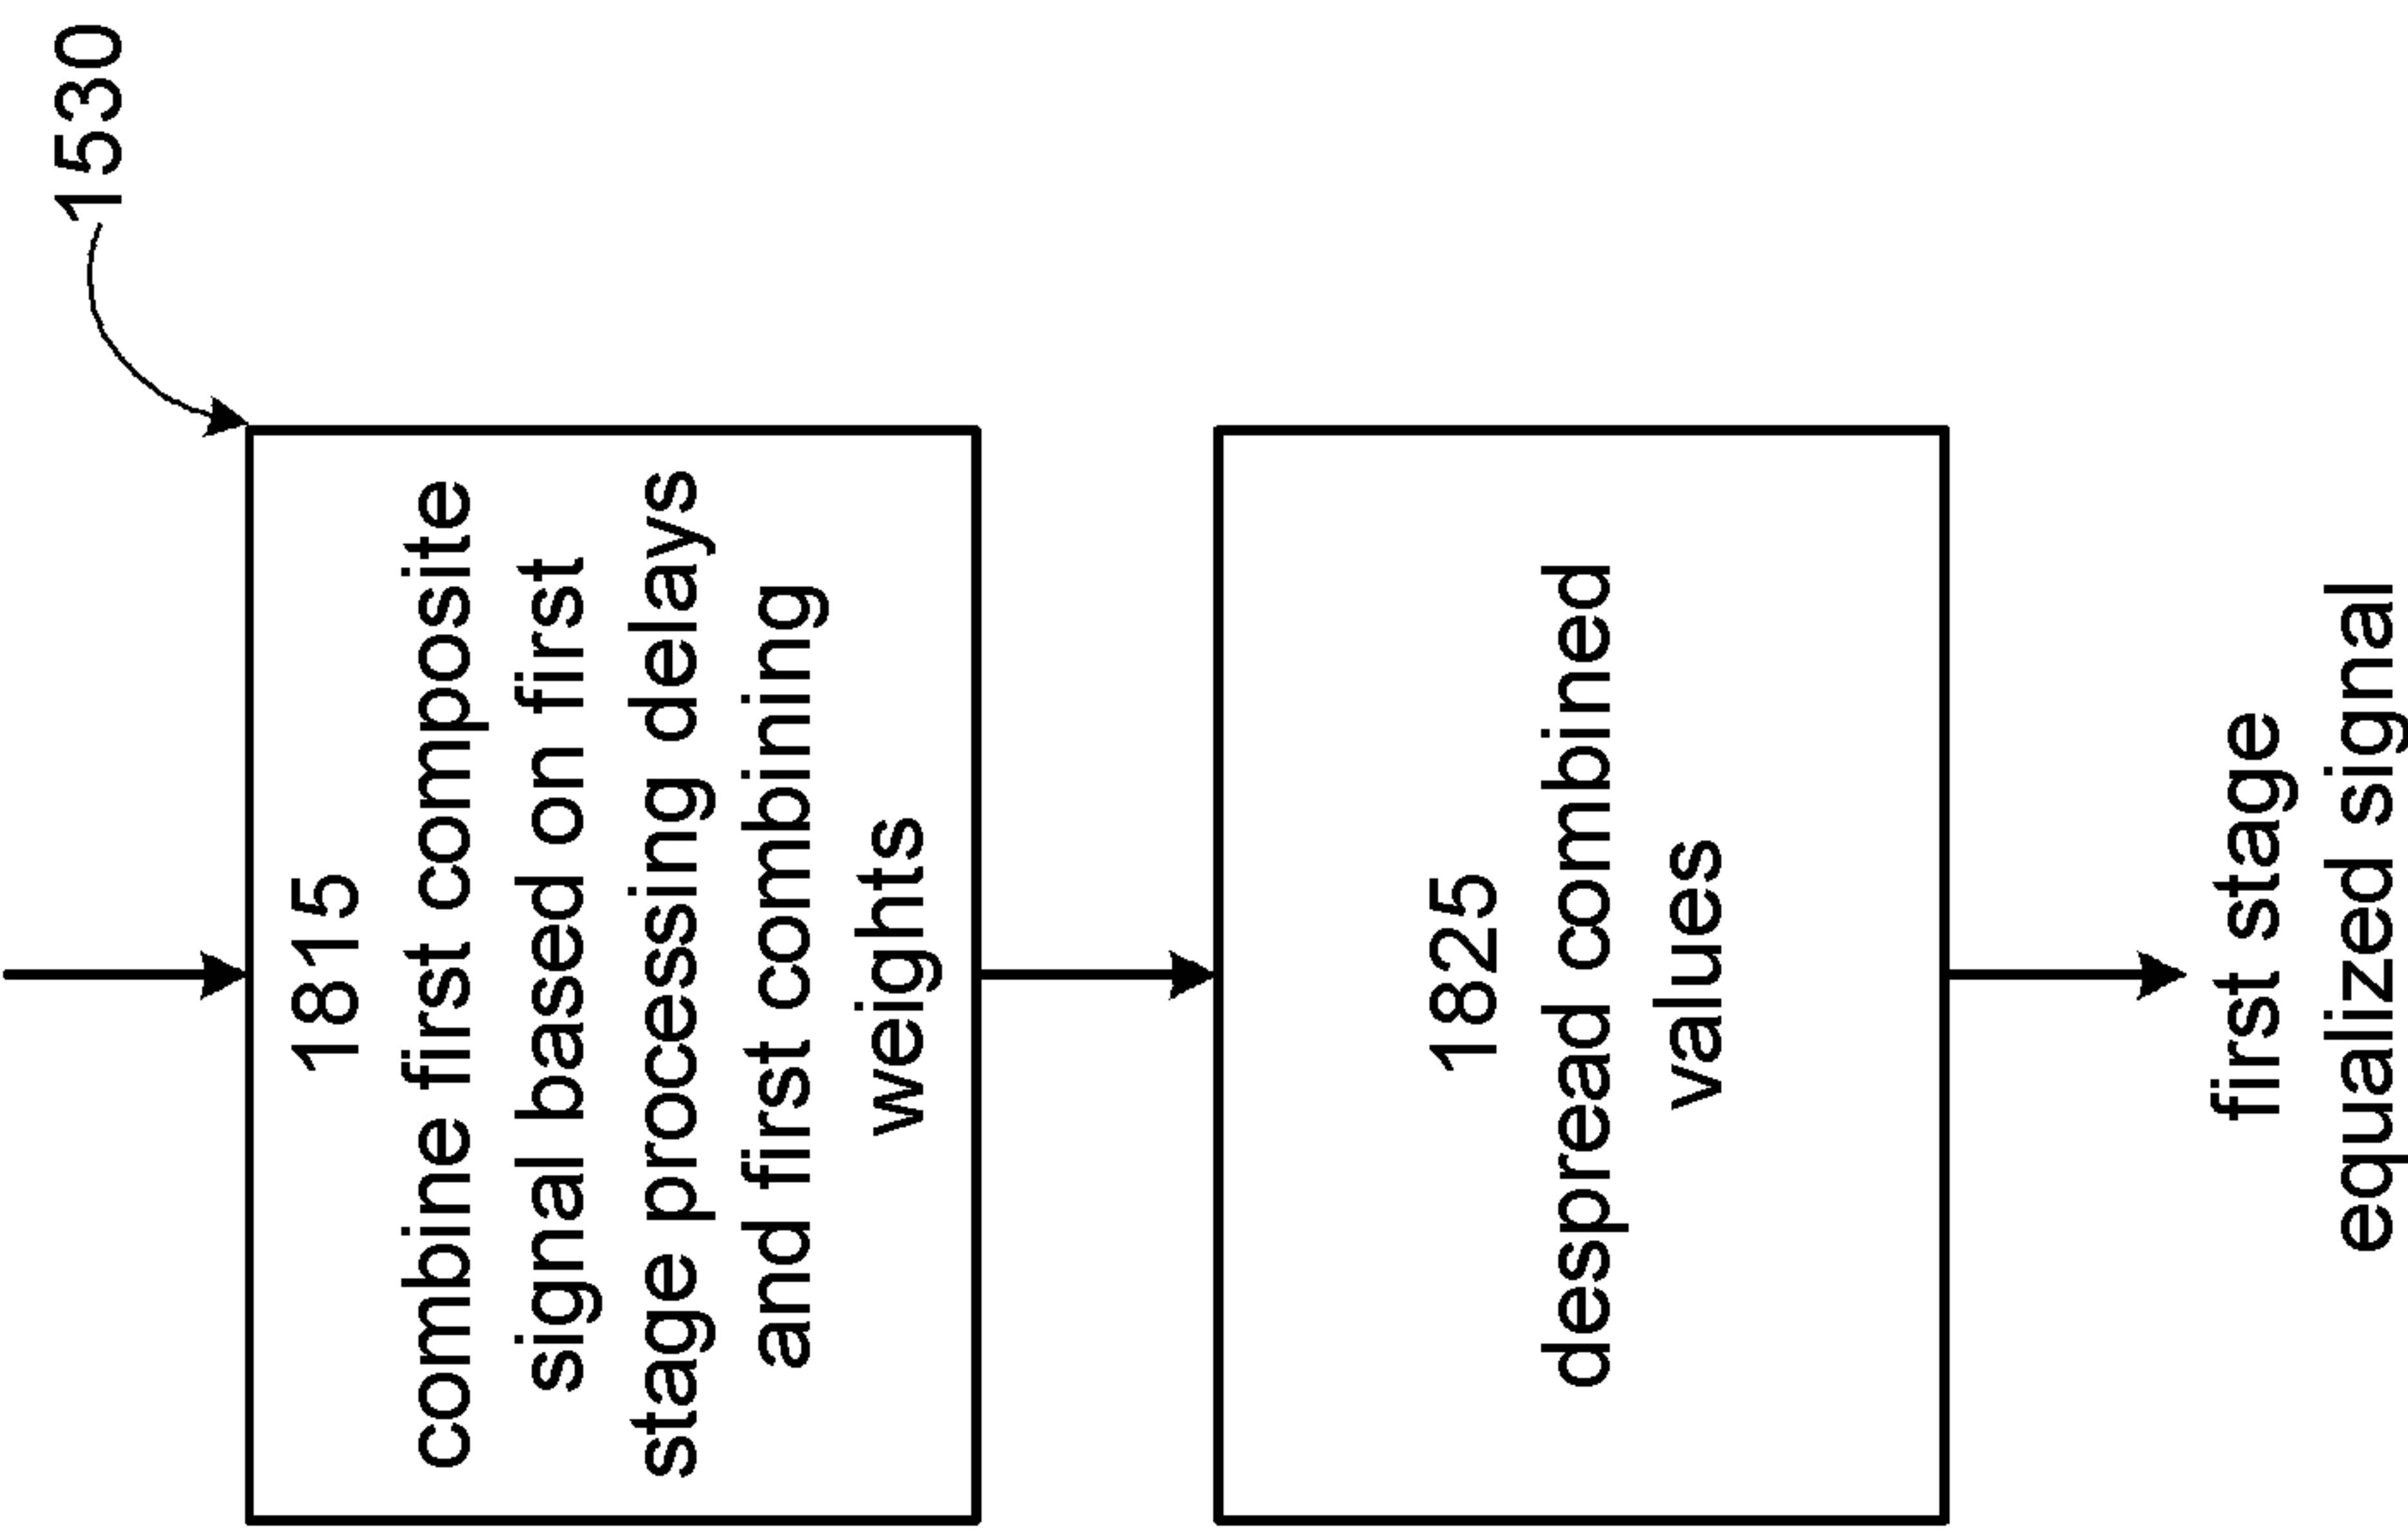 1530
1815
combine first composite
signal based on first
stage processing delays
and first combining
weights
1825
despread combined
values
first stage
equalized signal